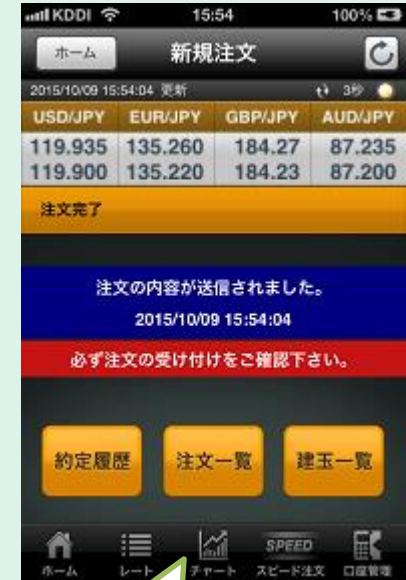 KDDI 15:54 100%
ホーム 新規注文
2015/10/09 15:54:04 更新 3秒
USD/JPY EUR/JPY GBP/JPY AUD/JPY
119.935 135.260 184.27 87.235
119.900 135.220 184.23 87.200
注文完了
注文の内容が送信されました。
2015/10/09 15:54:04
必ず注文の受け付けをご確認下さい。
約定履歴 注文一覧 建玉一覧
SPEED
ホーム レート チャート スピード注文 口座管理